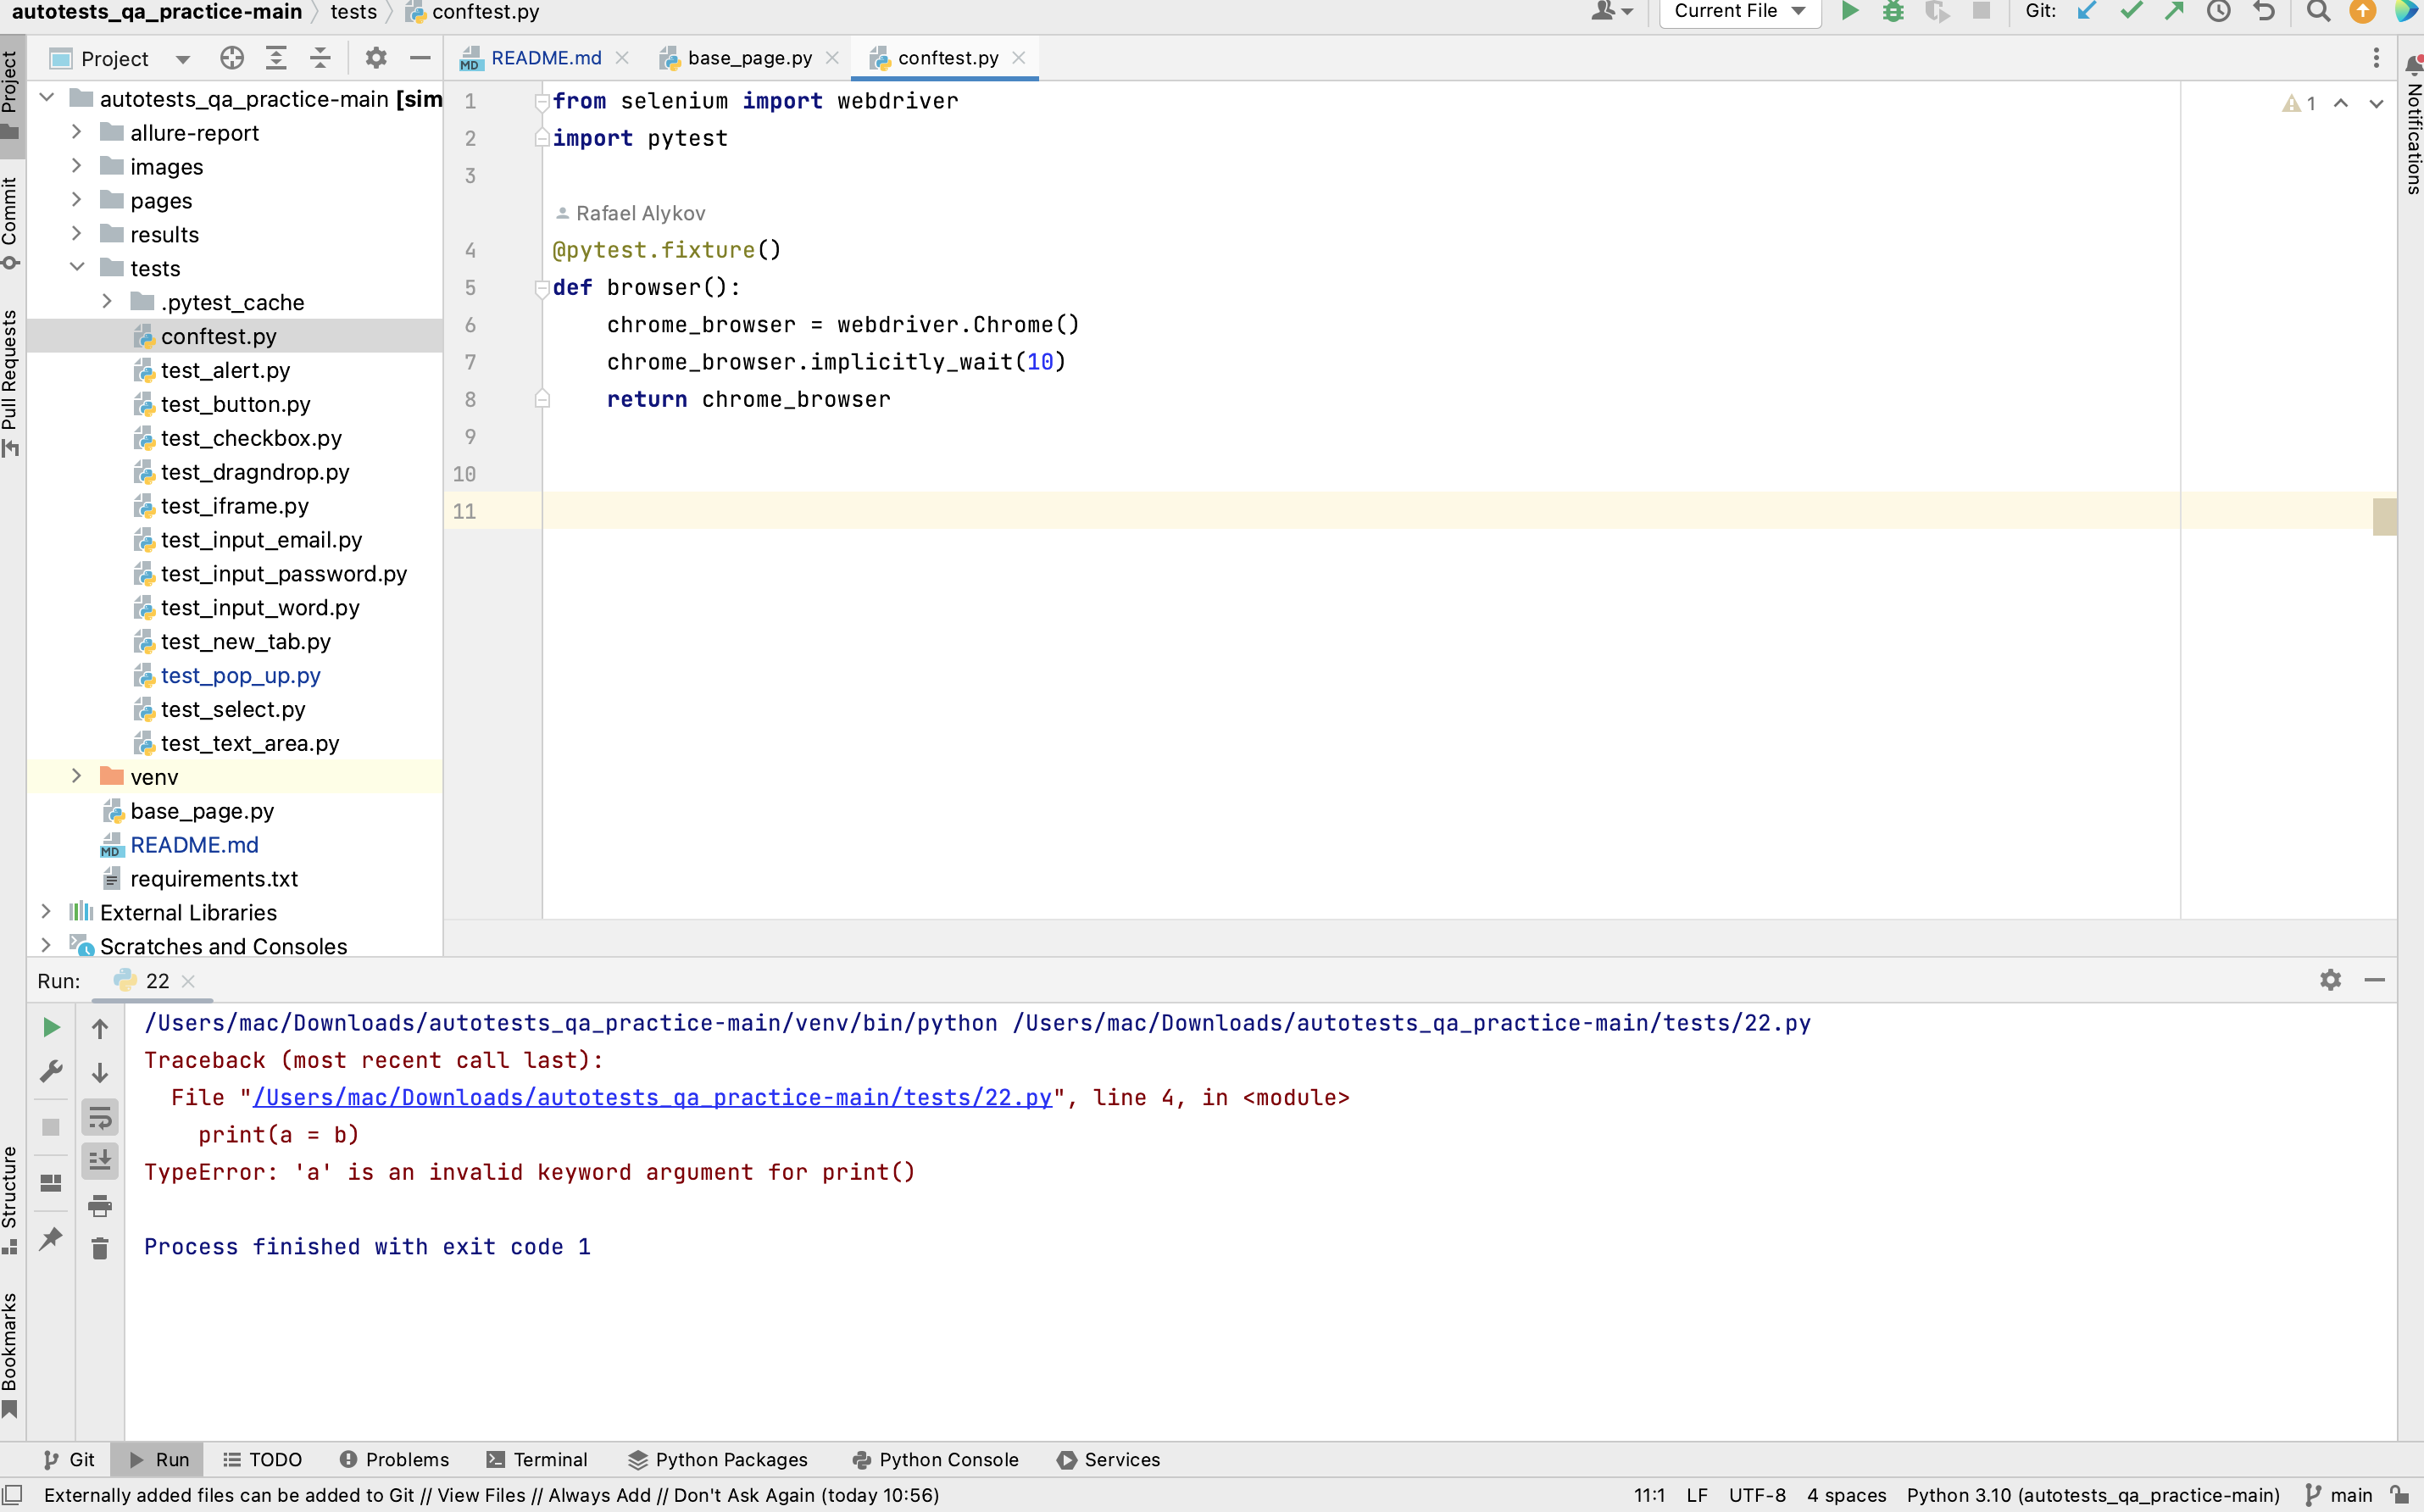 autotests_qa_practice-main tests conftest.py
Current File Git:
Project
README.md base_page.py conftest.py
Project
Commit
Pull Requests
Structure
Bookmarks
Notifications
autotests_qa_practice-main [sim
allure-report
images
pages
results
tests
.pytest_cache
conftest.py
test_alert.py
test_button.py
test_checkbox.py
test_dragndrop.py
test_iframe.py
test_input_email.py
test_input_password.py
test_input_word.py
test_new_tab.py
test_pop_up.py
test_select.py
test_text_area.py
venv
base_page.py
MD README.md
requirements.txt
External Libraries
Scratches and Consoles
1 from selenium import webdriver
2 import pytest
3
Rafael Alykov
4 @pytest.fixture()
5 def browser():
6 chrome_browser = webdriver.Chrome()
7 chrome_browser.implicitly_wait(10)
8 return chrome_browser
9
10
11
1
Run: 22
/Users/mac/Downloads/autotests_qa_practice-main/venv/bin/python /Users/mac/Downloads/autotests_qa_practice-main/tests/22.py
Traceback (most recent call last):
File "/Users/mac/Downloads/autotests_qa_practice-main/tests/22.py", line 4, in <module>
print(a = b)
TypeError: 'a' is an invalid keyword argument for print()
Process finished with exit code 1
Git Run TODO Problems Terminal Python Packages Python Console Services
Externally added files can be added to Git // View Files // Always Add // Don't Ask Again (today 10:56) 11:1 LF UTF-8 4 spaces Python 3.10 (autotests_qa_practice-main) main